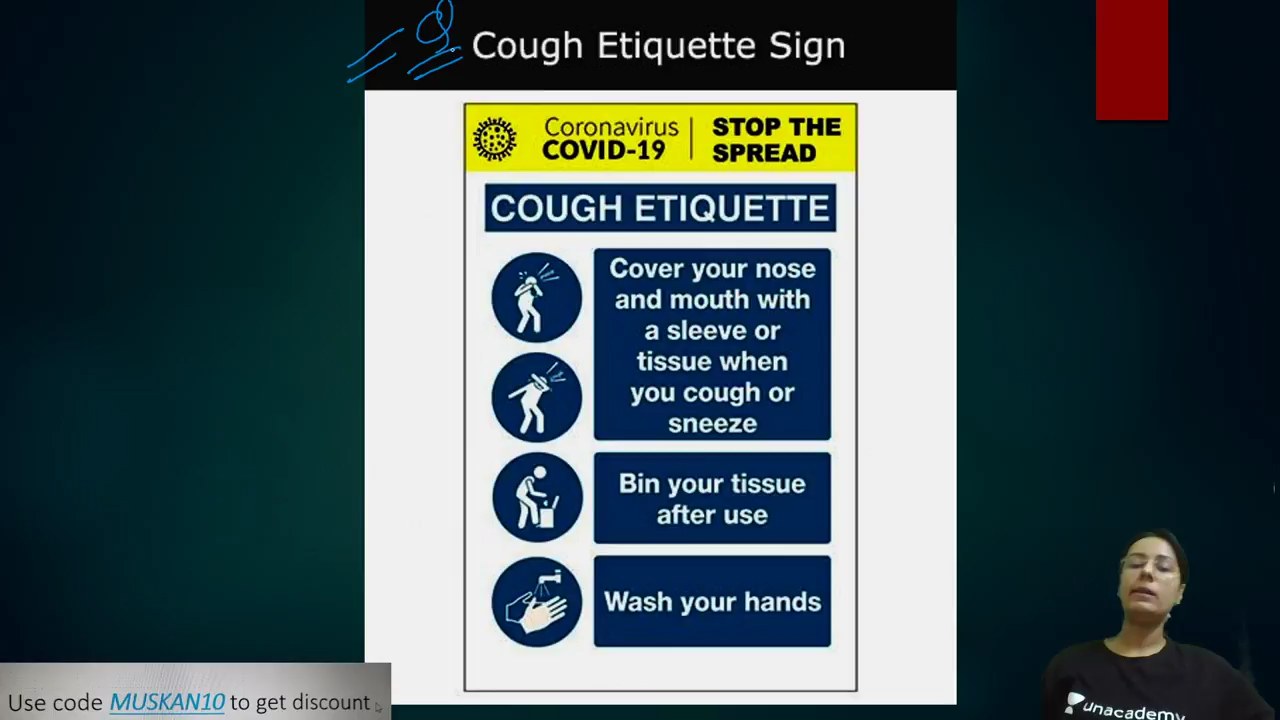 Cough Etiquette Sign
Coronavirus
COVID-19
STOP THE
SPREAD
COUGH ETIQUETTE
Cover your nose
and mouth with
a sleeve or
tissue when
you cough or
sneeze
Bin your tissue
after use
Wash your hands
Use code MUSKAN10 to get discount
unacademy